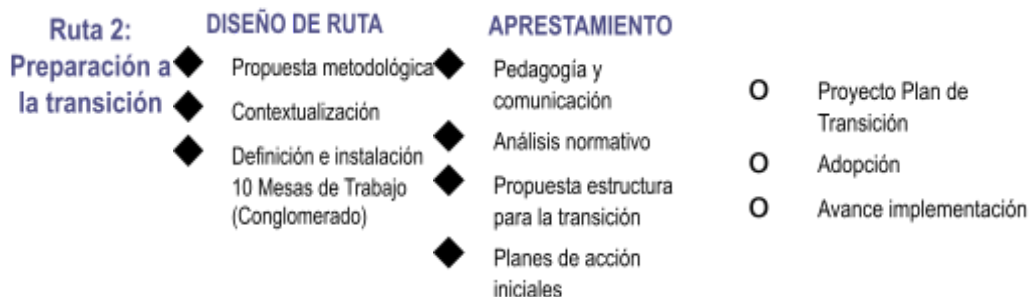 Ruta 2:
Preparación a
la transición
DISEÑO DE RUTA
Propuesta metodológica
Contextualización
Definición e instalación
10 Mesas de Trabajo
(Conglomerado)
APRESTAMIENTO
Pedagogía y
comunicación
Análisis normativo
Propuesta estructura
para la transición
Planes de acción
iniciales
O Proyecto Plan de
Transición
O Adopción
O Avance implementación